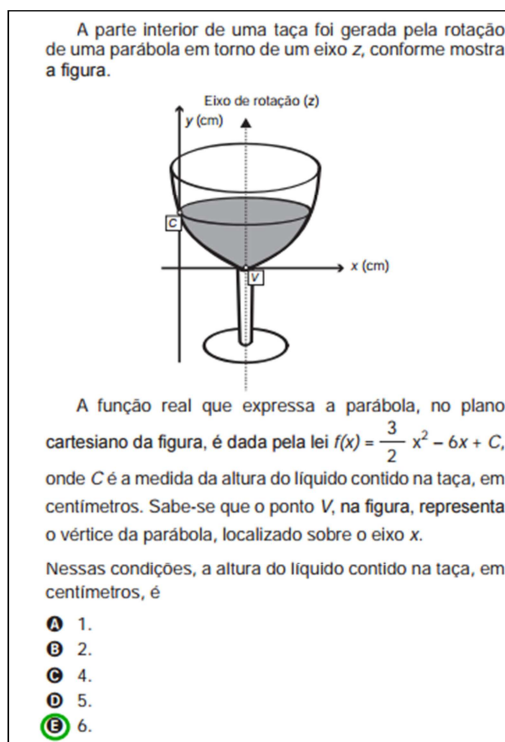 A parte interior de uma taça foi gerada pela rotação
de uma parábola em torno de um eixo z, conforme mostra
a figura.
Eixo de rotação (z)
y (cm)
C
x (cm)
V
A função real que expressa a parábola, no plano
cartesiano da figura, é dada pela lei f(x) = 3/2 x² – 6x + C,
onde C é a medida da altura do líquido contido na taça, em
centímetros. Sabe-se que o ponto V, na figura, representa
o vértice da parábola, localizado sobre o eixo x.
Nessas condições, a altura do líquido contido na taça, em
centímetros, é
A 1.
B 2.
C 4.
D 5.
E 6.